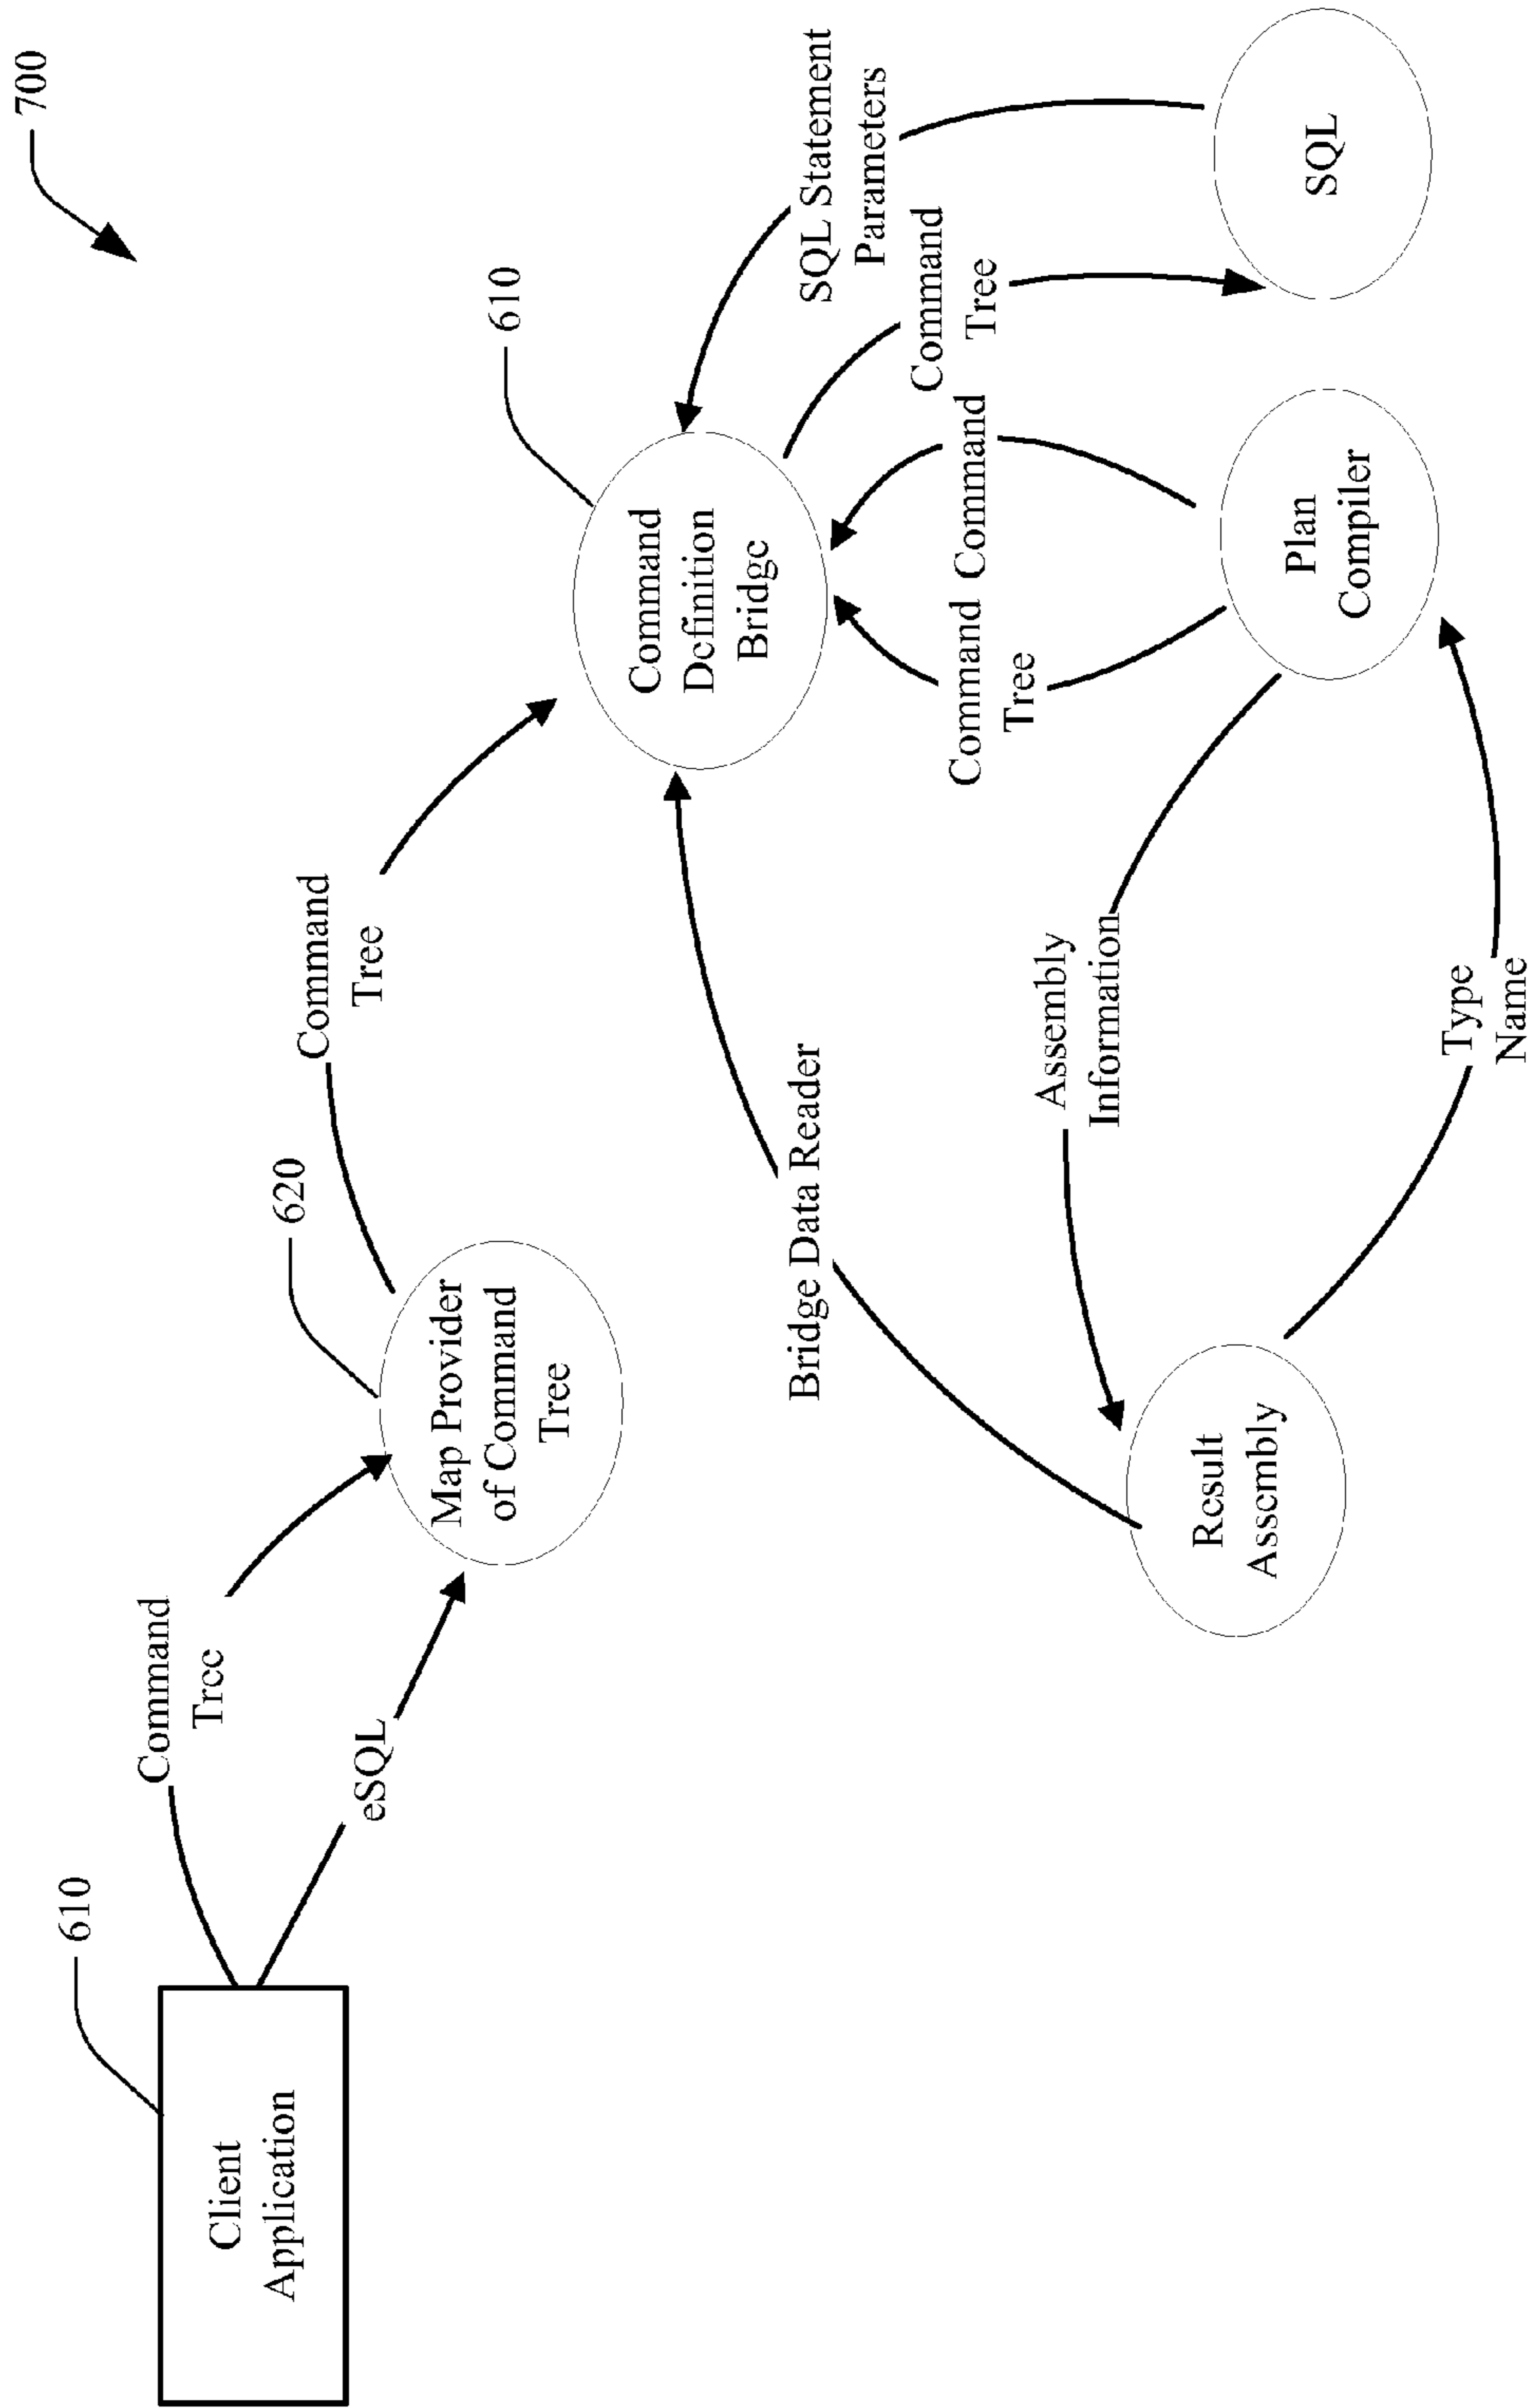 700
610
Client
Application
Command
Tree
eSQL
620
Map Provider
of Command
Tree
Command
Tree
610
Command
Definition
Bridge
SQL Statement
Parameters
Command
Tree
Command
Command
Tree
Bridge Data Reader
Assembly
Information
Result
Assembly
Type
Name
Plan
Compiler
SQL